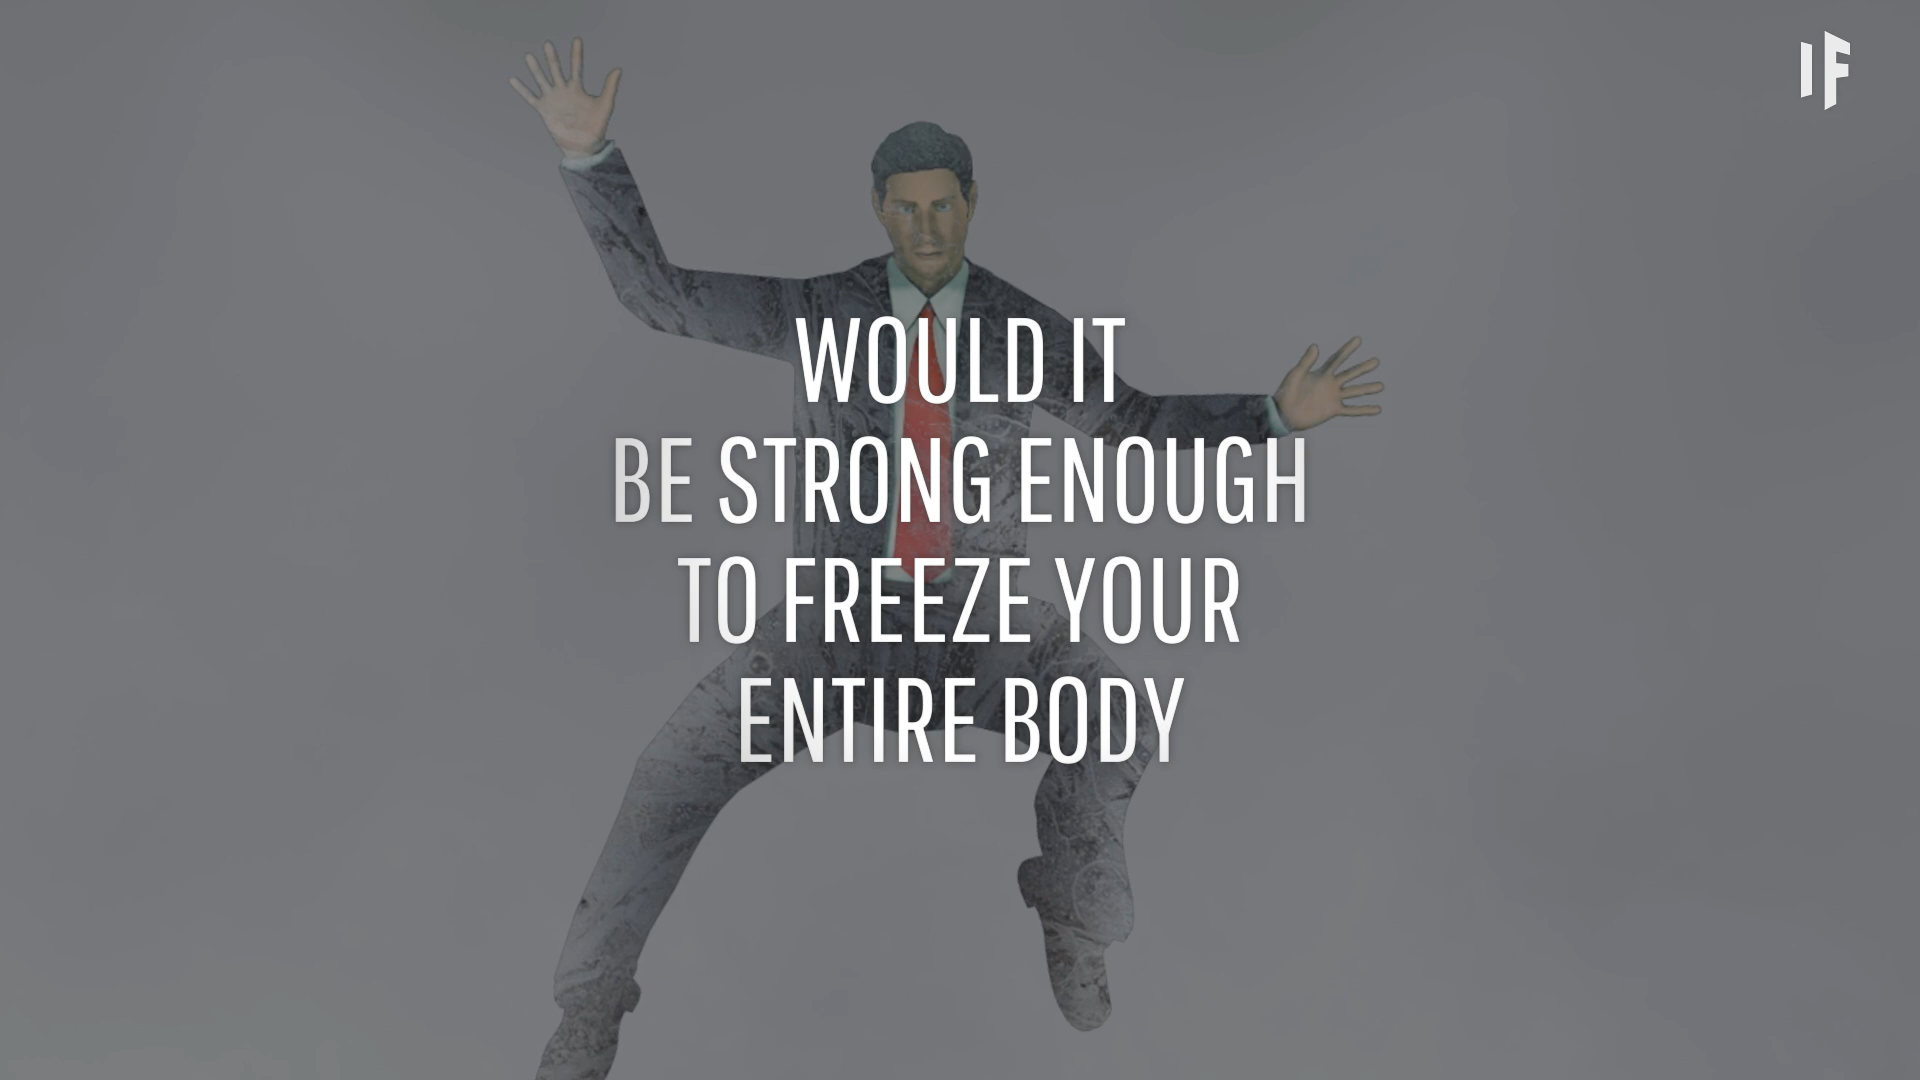 IF
WOULD IT
BE STRONG ENOUGH
TO FREEZE YOUR
ENTIRE BODY